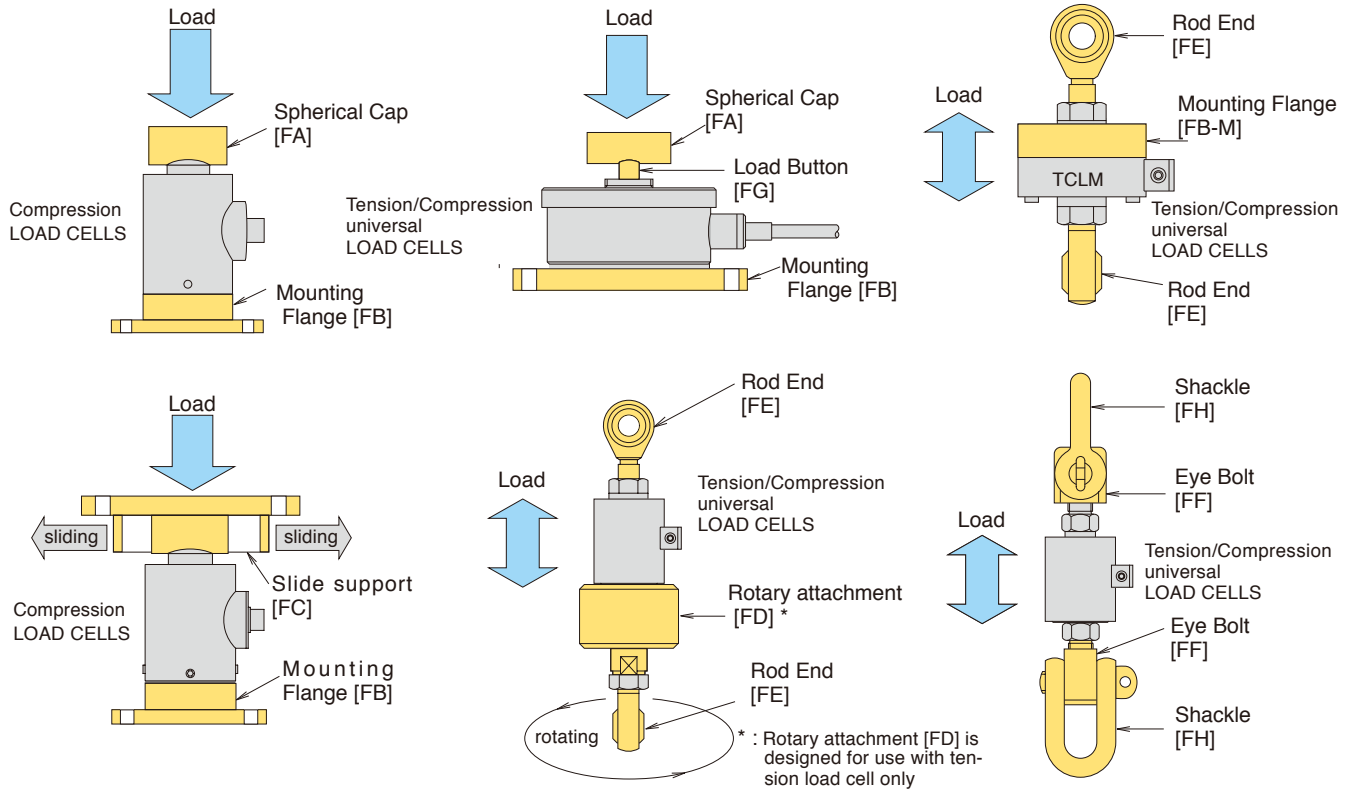 Load
Spherical Cap
[FA]
Compression
LOAD CELLS
Mounting
Flange [FB]
Load
Spherical Cap
[FA]
Load Button
[FG]
Tension/Compression
universal
LOAD CELLS
Mounting
Flange [FB]
Rod End
[FE]
Load
Mounting Flange
[FB-M]
TCLM
Tension/Compression
universal
LOAD CELLS
Rod End
[FE]
Load
sliding
sliding
Slide support
[FC]
Compression
LOAD CELLS
Mounting
Flange [FB]
Rod End
[FE]
Load
Tension/Compression
universal
LOAD CELLS
Rotary attachment
[FD] *
Rod End
[FE]
rotating
* : Rotary attachment [FD] is
designed for use with ten-
sion load cell only
Shackle
[FH]
Eye Bolt
[FF]
Load
Tension/Compression
universal
LOAD CELLS
Eye Bolt
[FF]
Shackle
[FH]